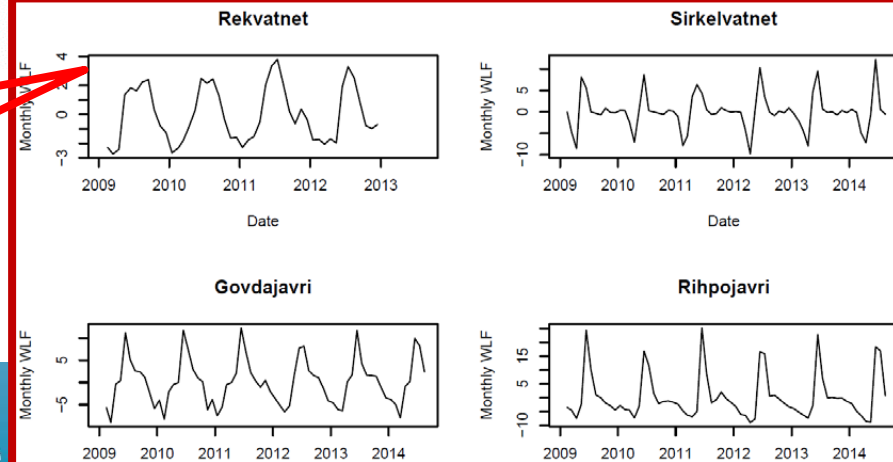 Rekvatnet
Monthly WLF
4
2
0
−3
2009 2010 2011 2012 2013
Date
Sirkelvatnet
Monthly WLF
5
0
−10
2009 2010 2011 2012 2013 2014
Date
Govdajavri
Monthly WLF
5
−5
2009 2010 2011 2012 2013 2014
Rihpojavri
Monthly WLF
15
5
−10
2009 2010 2011 2012 2013 2014